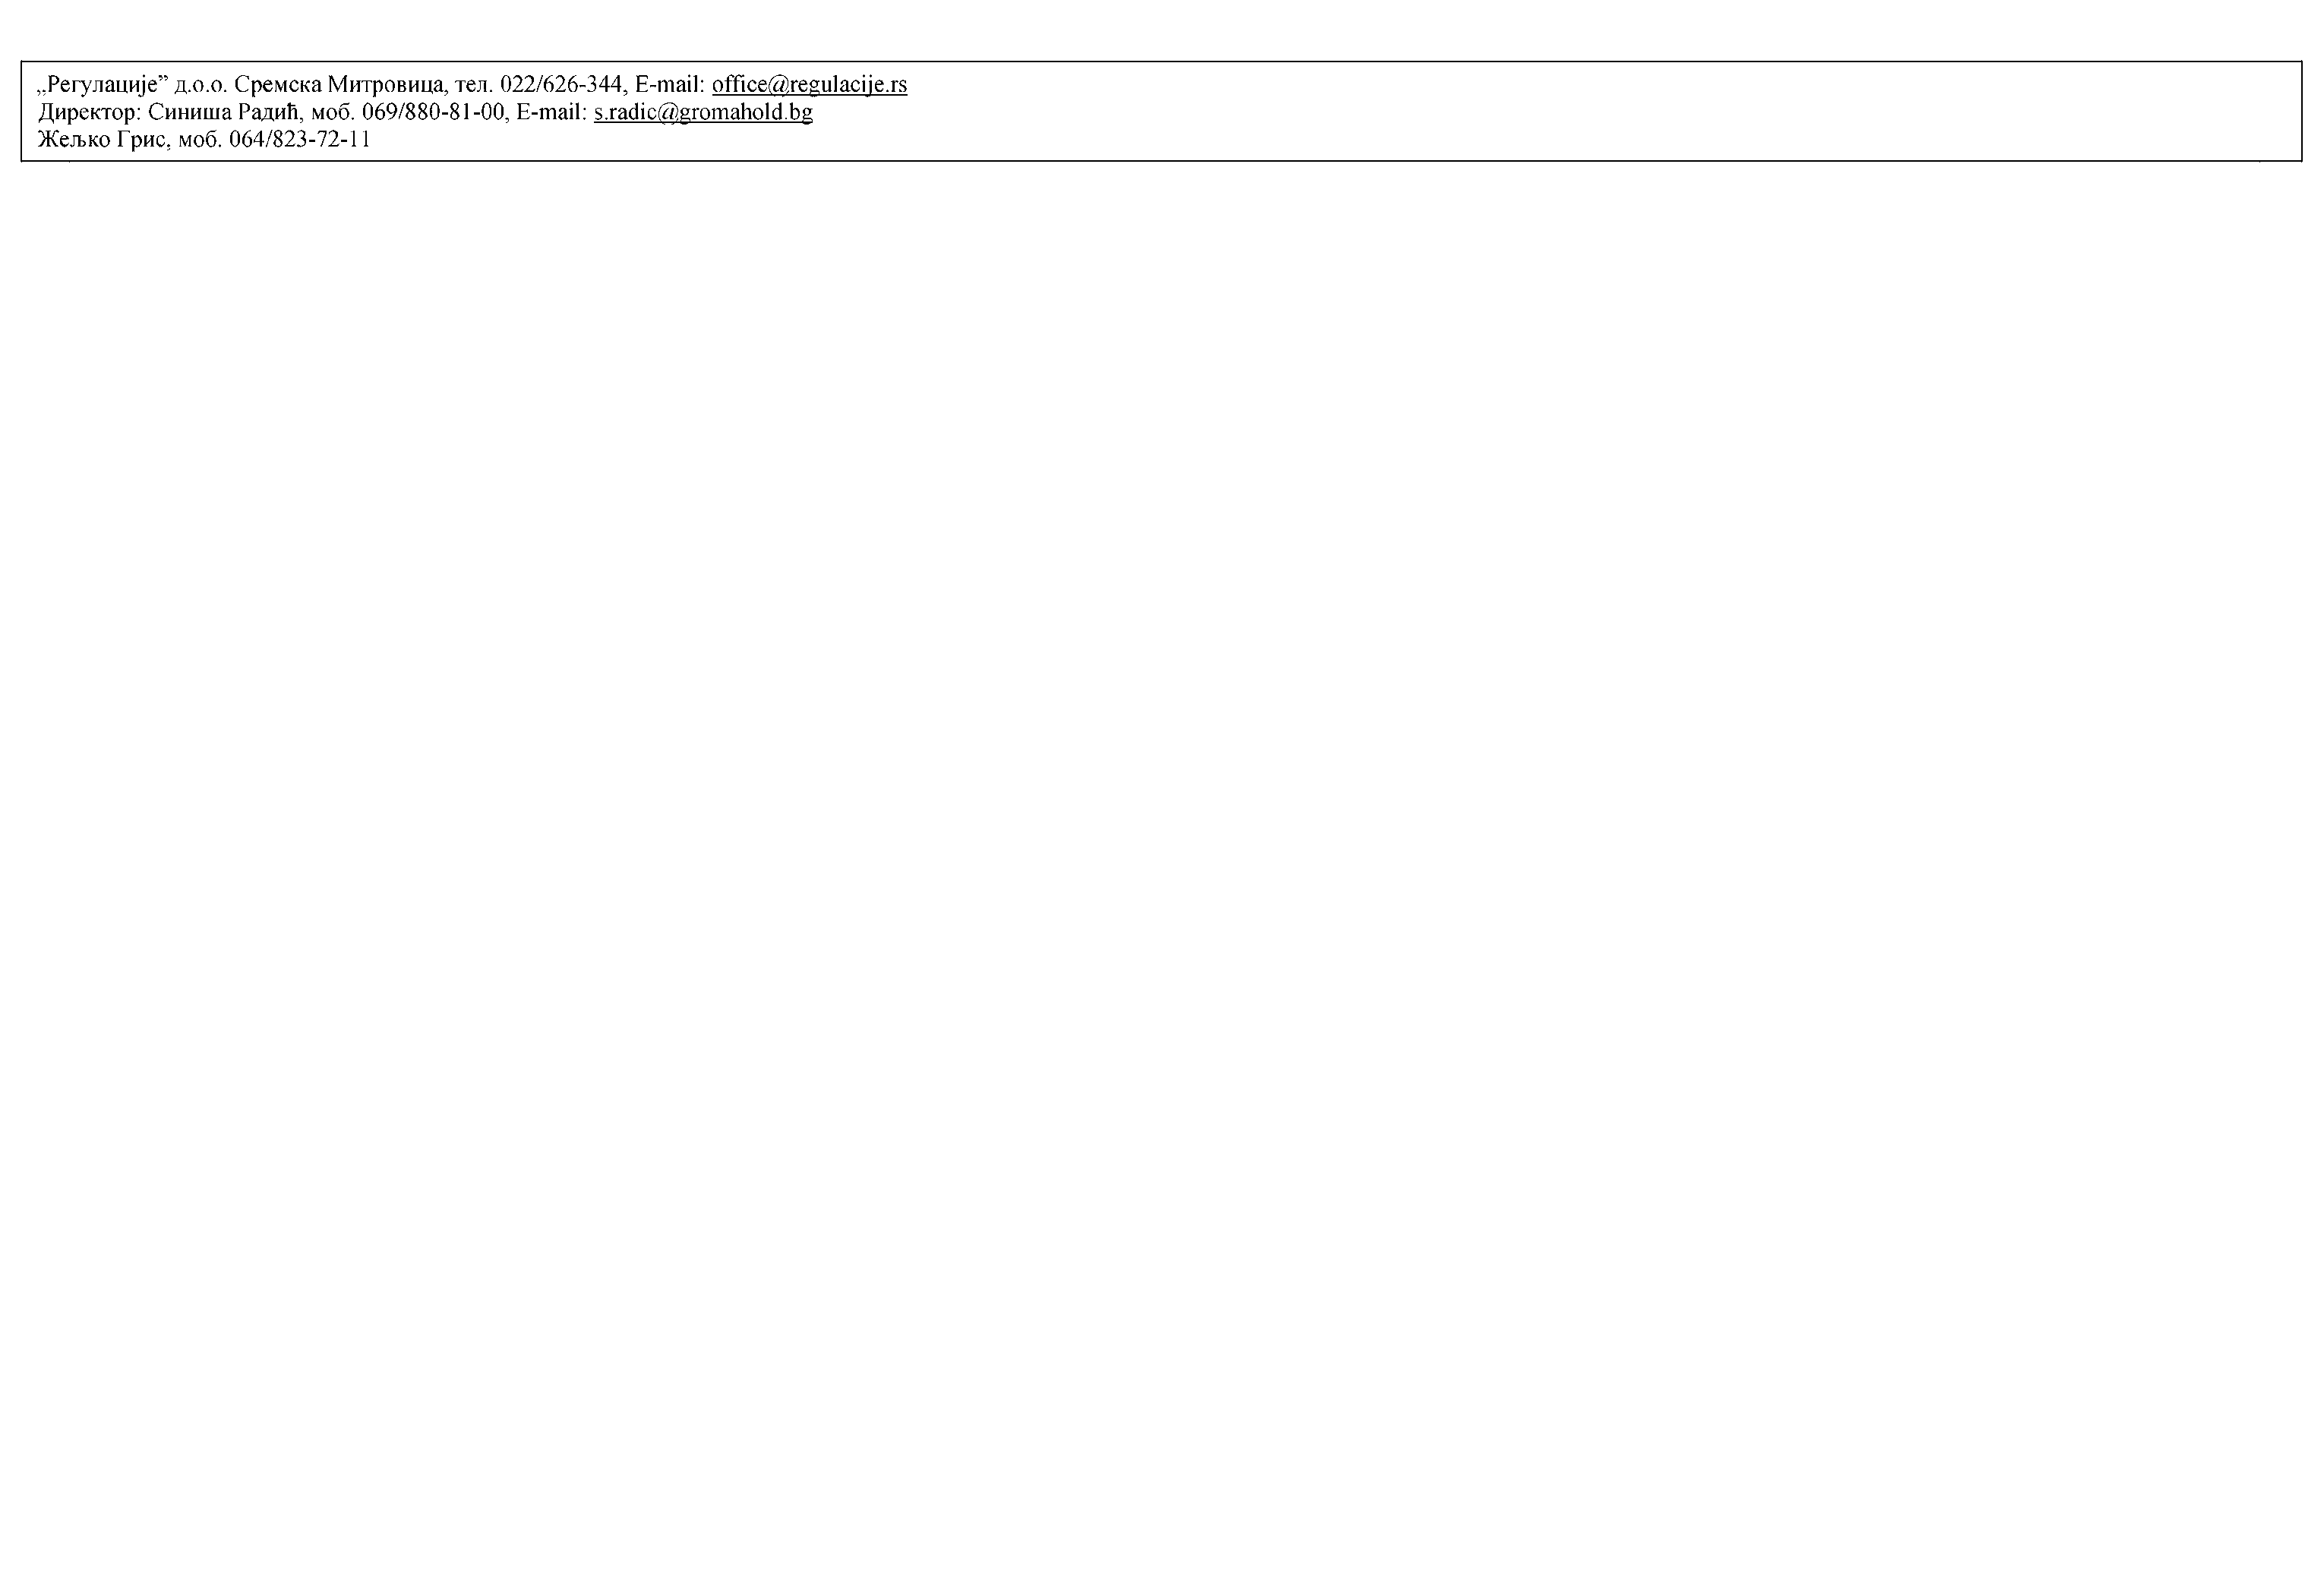 „Регулације” д.о.о. Сремска Митровица, тел. 022/626-344, E-mail: office@regulacije.rs
Директор: Синиша Радић, моб. 069/880-81-00, E-mail: s.radic@gromahold.bg
Жељко Грис, моб. 064/823-72-11